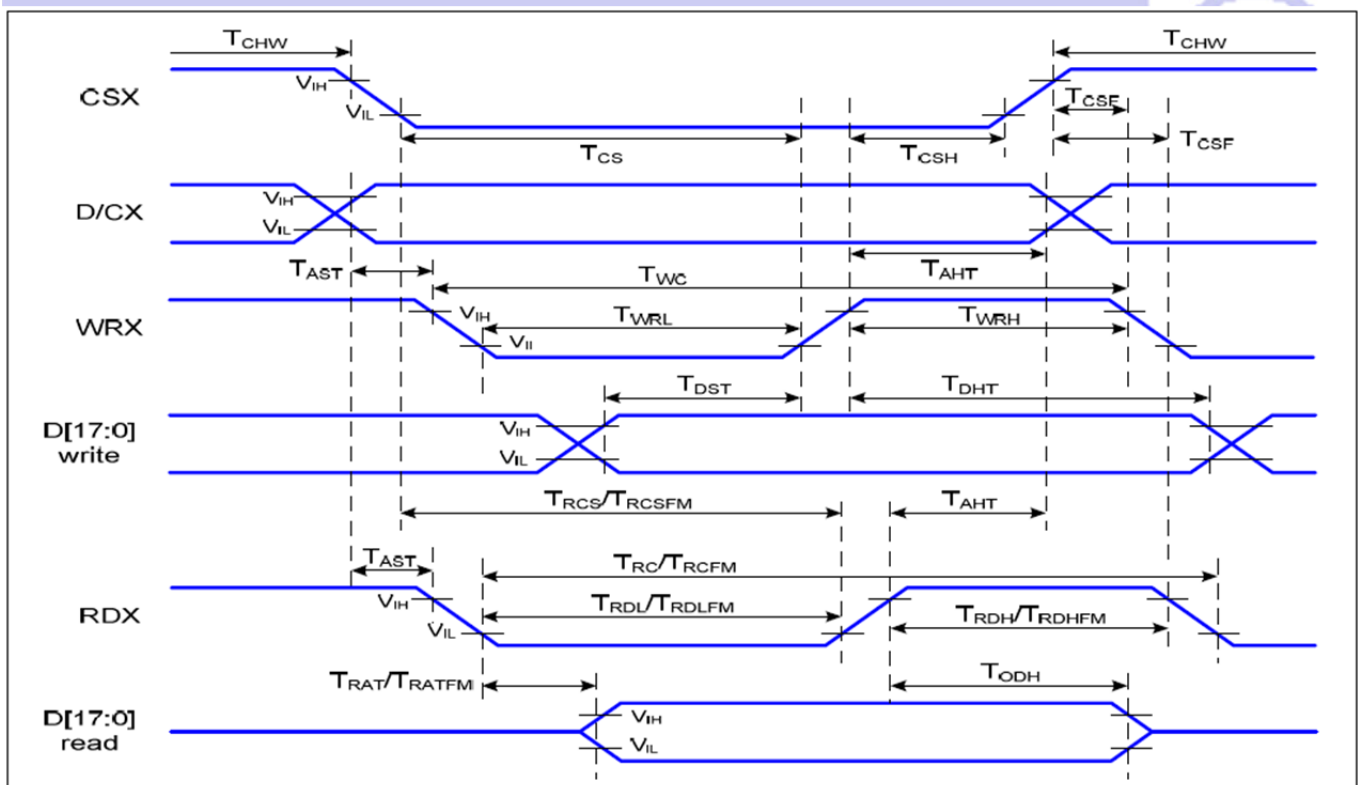 TCHW TCHW
CSX VIH
VIL
TCSF
TCS TCSH TCSF
D/CX VIH
VIL
TAST TWC TAHT
WRX VIH TWRL TWRH
VIl
TDST TDHT
D[17:0]
write
VIH
VIL
TRCS/TRCSFM TAHT
TAST TRC/TRCFM
RDX VIH TRDL/TRDLFM TRDH/TRDHFM
VIL
TRAT/TRATFM TODH
D[17:0]
read
VIH
VIL